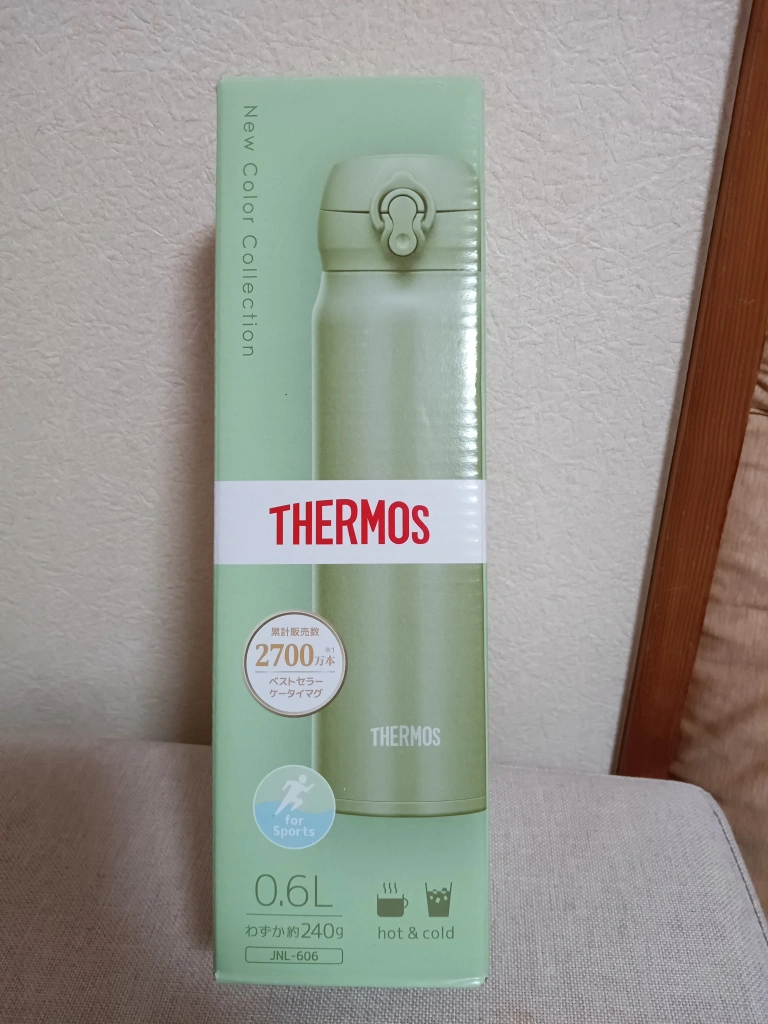 New Color Collection
THERMOS
累計販売数
2700万本※1
ベストセラー
ケータイマグ
THERMOS
for
Sports
0.6L
わずか約240g
JNL-606
hot & cold